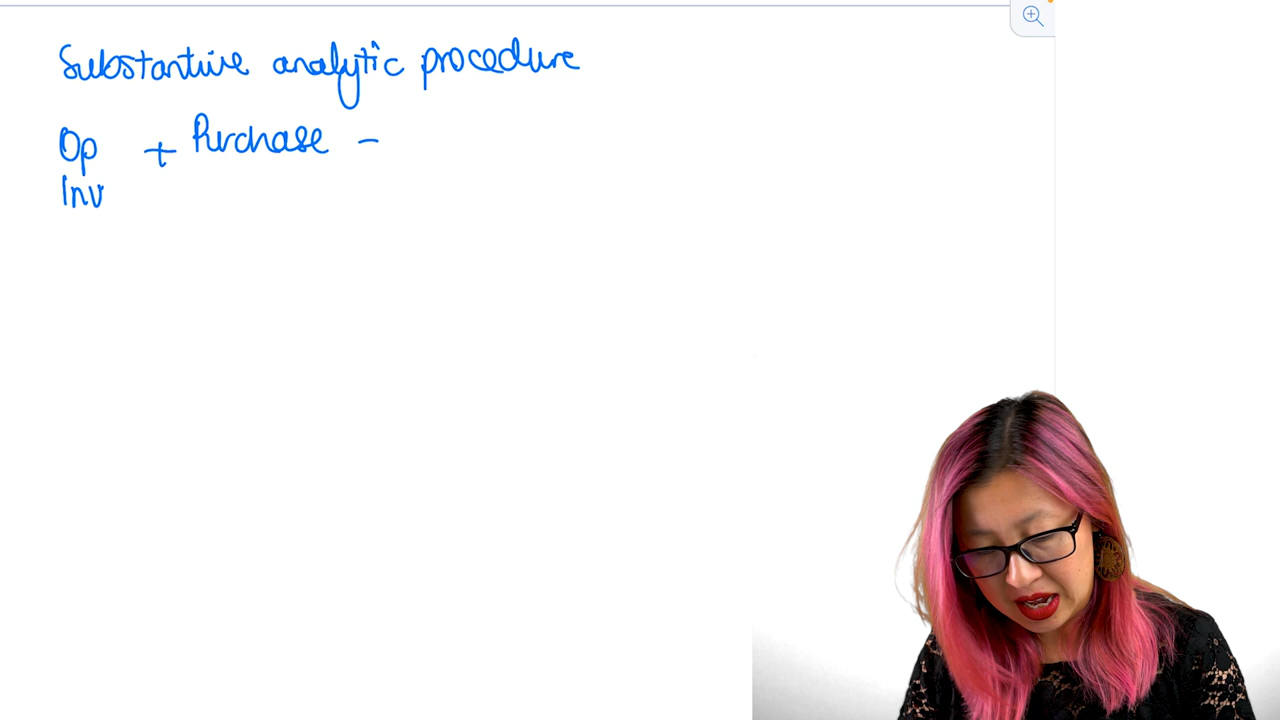 Substantive analytic procedure
Op + Purchase -
Inv